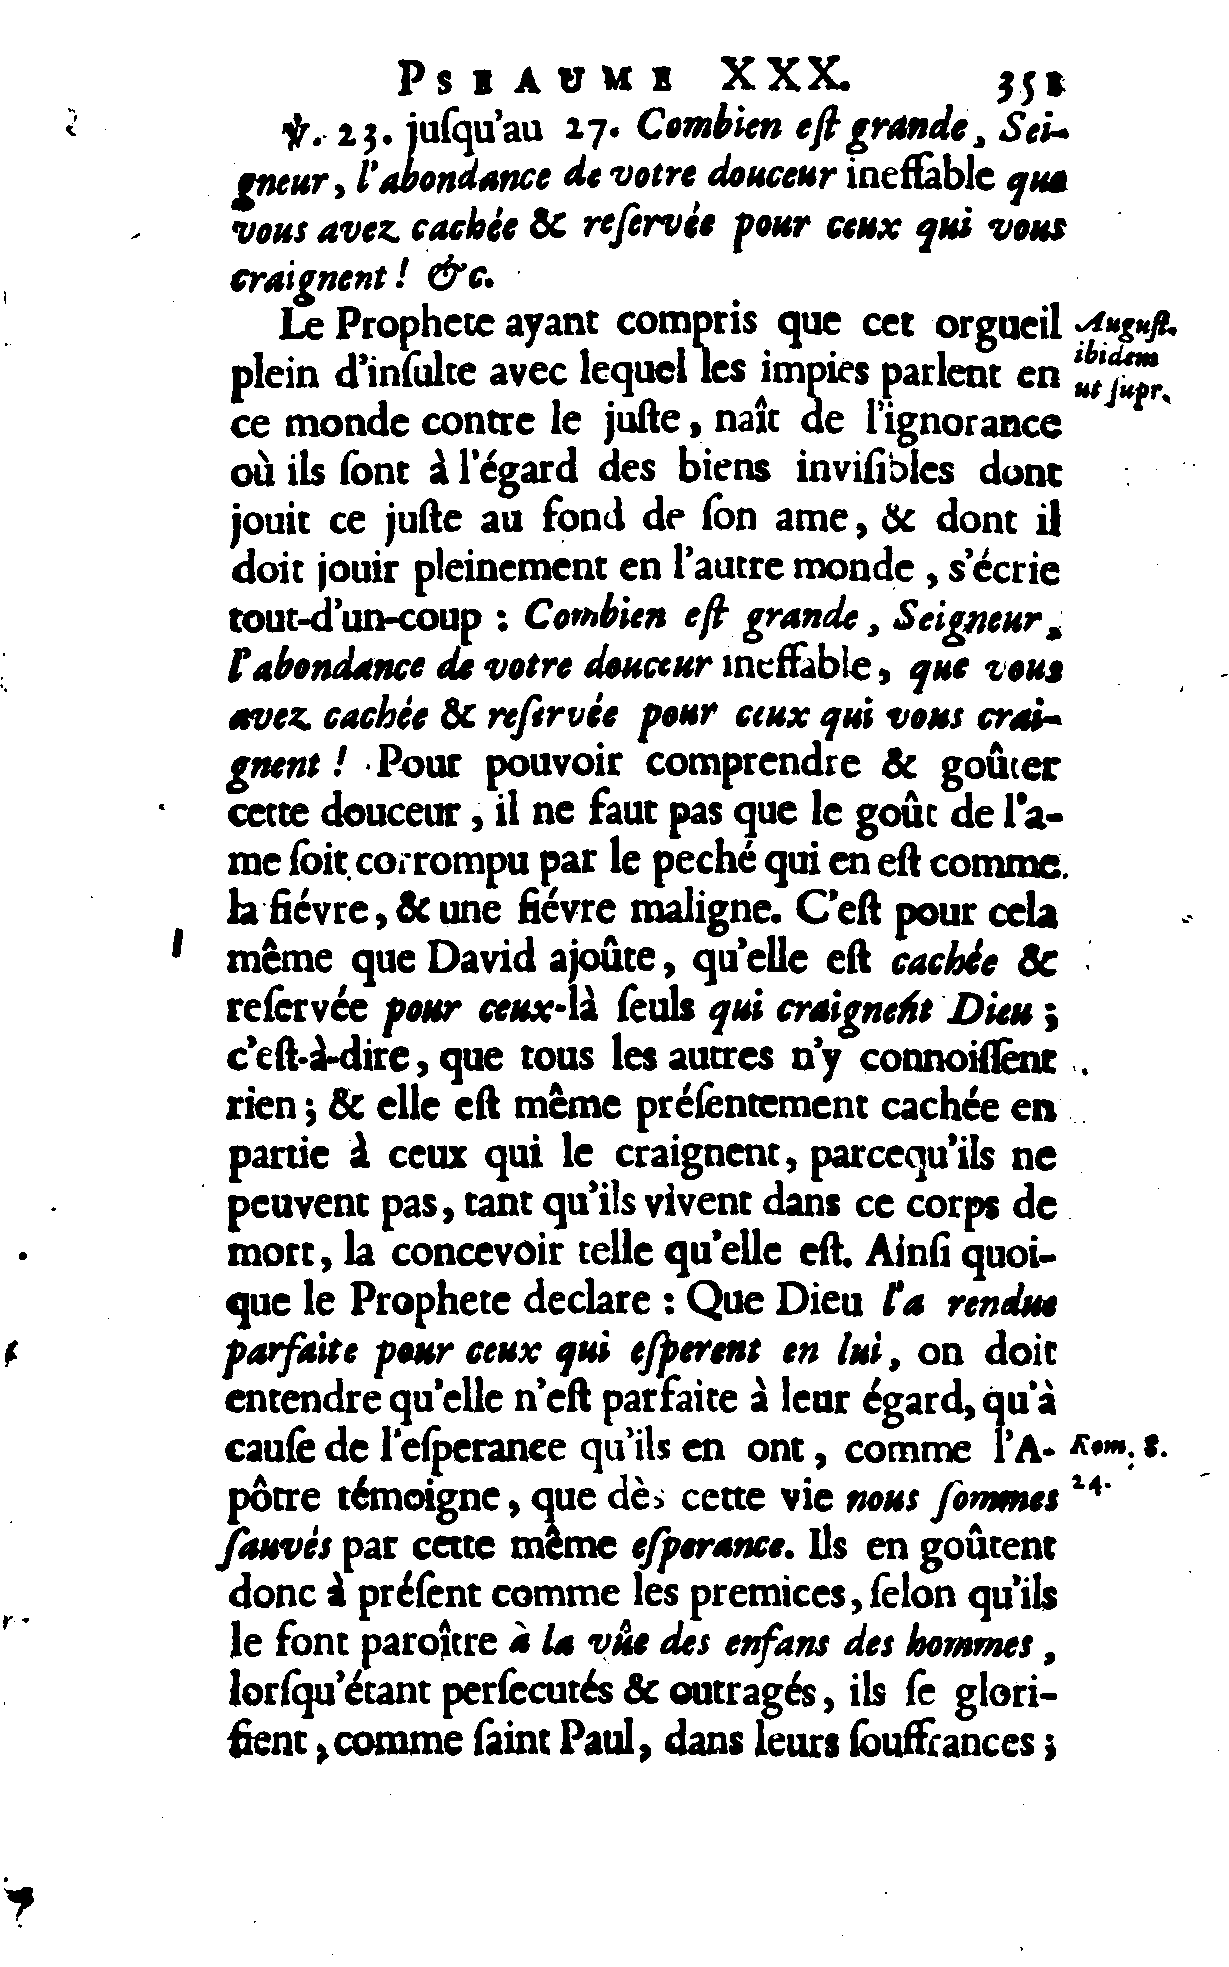 PSEAUME XXX. 351
℣. 23. juſqu'au 27. Combien eſt grande, Sei-
gneur, l'abondance de votre douceur ineffable que
vous avez cachée & reſervée pour ceux qui vous
craignent ! &c.
Le Prophete ayant compris que cet orgueil
plein d'inſulte avec lequel les impies parlent en
ce monde contre le juſte, naît de l'ignorance
où ils ſont à l'égard des biens inviſibles dont
jouit ce juſte au fond de ſon ame, & dont il
doit jouir pleinement en l'autre monde, s'écrie
tout-d'un-coup : Combien eſt grande, Seigneur,
l'abondance de votre douceur ineffable, que vous
avez cachée & reſervée pour ceux qui vous crai-
gnent ! Pour pouvoir comprendre & goûter
cette douceur, il ne faut pas que le goût de l'a-
me ſoit corrompu par le peché qui en eſt comme
la fiévre, & une fiévre maligne. C'eſt pour cela
même que David ajoûte, qu'elle eſt cachée &
reſervée pour ceux-là ſeuls qui craignent Dieu ;
c'eſt-à-dire, que tous les autres n'y connoiſſent
rien ; & elle eſt même préſentement cachée en
partie à ceux qui le craignent, parcequ'ils ne
peuvent pas, tant qu'ils vivent dans ce corps de
mort, la concevoir telle qu'elle eſt. Ainſi quoi-
que le Prophete declare : Que Dieu l'a rendue
parfaite pour ceux qui eſperent en lui, on doit
entendre qu'elle n'eſt parfaite à leur égard, qu'à
cauſe de l'eſperance qu'ils en ont, comme l'A-
pôtre témoigne, que dès cette vie nous ſommes
ſauvés par cette même eſperance. Ils en goûtent
donc à préſent comme les premices, ſelon qu'ils
le font paroître à la vûe des enfans des hommes,
lorſqu'étant perſecutés & outragés, ils ſe glori-
fient, comme ſaint Paul, dans leurs ſouffrances ;
Auguſt.
ibidem
ut ſupr.
Rom. 8.
24.